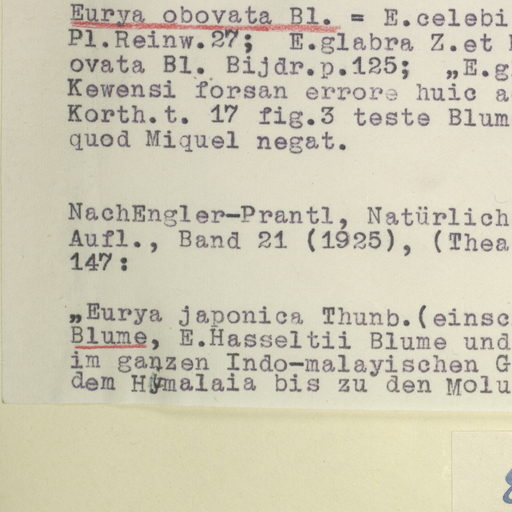 Eurya obovata Bl. = E.celebi
Pl.Reinw.27; E.glabra Z.et
ovata Bl. Bijdr.p.125; „E.g
Kewensi forsan errore huic a
Korth.t. 17 fig.3 teste Blum
quod Miquel negat.
NachEngler-Prantl, Natürlich
Aufl., Band 21 (1925), (Thea
147:
„Eurya japonica Thunb.(einsc
Blume, E.Hasseltii Blume und
im ganzen Indo-malayischen G
dem Hymalaia bis zu den Molu